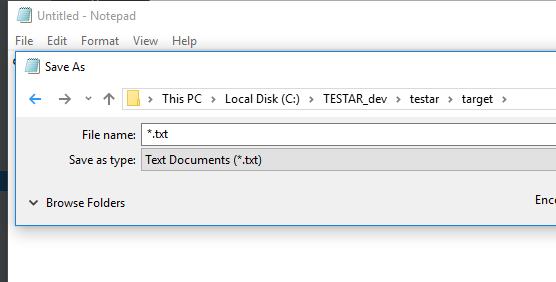 Untitled - Notepad
File Edit Format View Help
Save As
This PC > Local Disk (C:) > TESTAR_dev > testar > target >
File name: *.txt
Save as type: Text Documents (*.txt)
Browse Folders